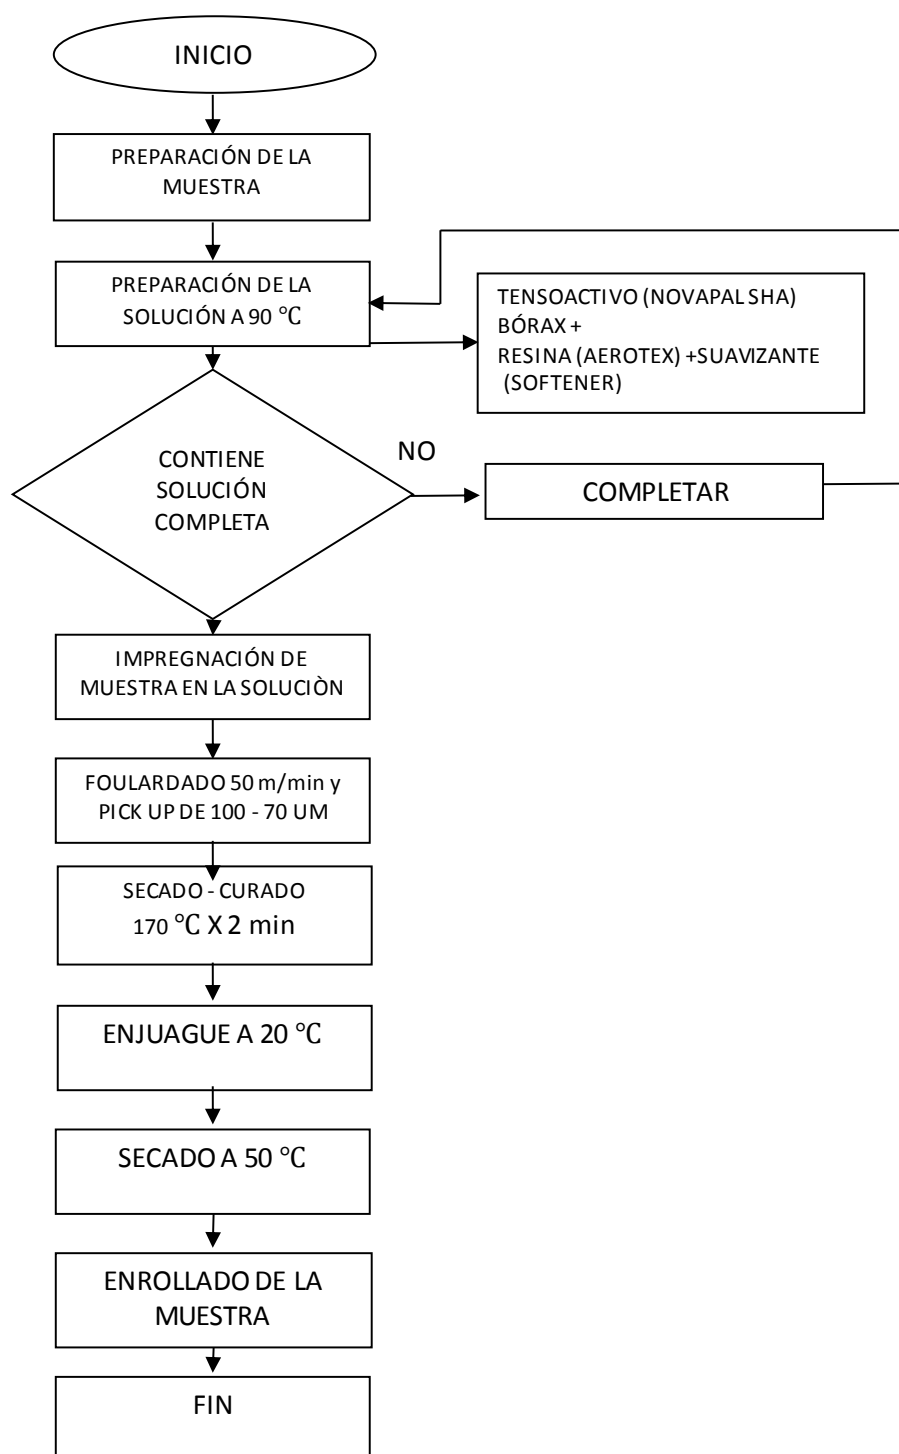 INICIO
PREPARACIÓN DE LA
MUESTRA
PREPARACIÓN DE LA
SOLUCIÓN A 90 °C
TENSOACTIVO (NOVAPAL SHA)
BÓRAX +
RESINA (AEROTEX) +SUAVIZANTE
(SOFTENER)
CONTIENE
SOLUCIÓN
COMPLETA
NO
COMPLETAR
IMPREGNACIÓN DE
MUESTRA EN LA SOLUCIÒN
FOULARDADO 50 m/min y
PICK UP DE 100 - 70 UM
SECADO - CURADO
170 °C X 2 min
ENJUAGUE A 20 °C
SECADO A 50 °C
ENROLLADO DE LA
MUESTRA
FIN